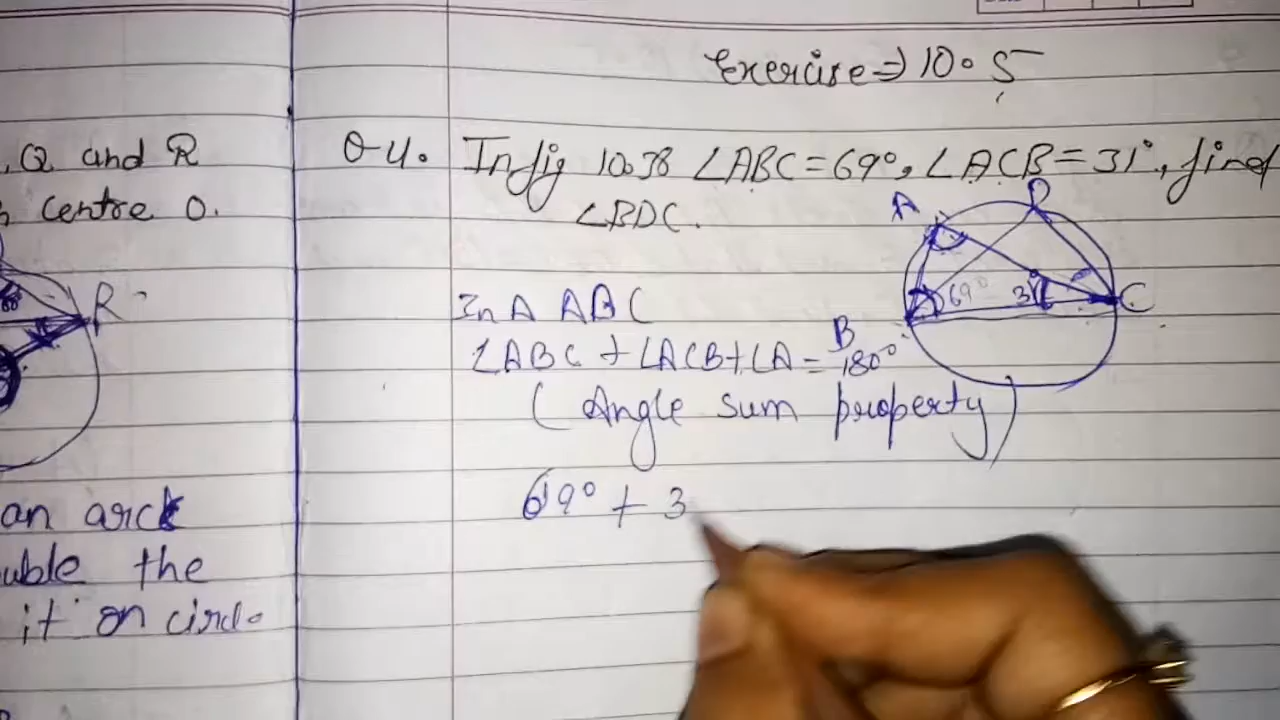 Exercise ⇒ 10.5
, Q and R
centre O.
R
an arc
uble the
it on circle
Q4. In fig 10.38 ∠ABC = 69°, ∠ACB = 31°, find
∠BDC.
A
D
69°
31
C
B
In Δ ABC
∠ABC + ∠ACB + ∠A = 180°
( Angle sum property )
69° + 3